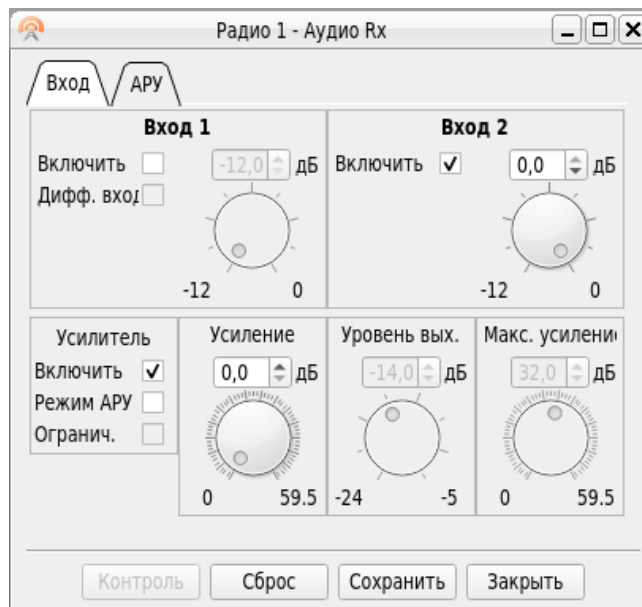 Радио 1 - Аудио Rx
Вход АРУ
Вход 1 Вход 2
Включить -12,0 дБ Включить 0,0 дБ
Дифф. вход
-12 0 -12 0
Усилитель Усиление Уровень вых. Макс. усиление
Включить 0,0 дБ -14,0 дБ 32,0 дБ
Режим АРУ
Огранич.
0 59.5 -24 -5 0 59.5
Контроль Сброс Сохранить Закрыть